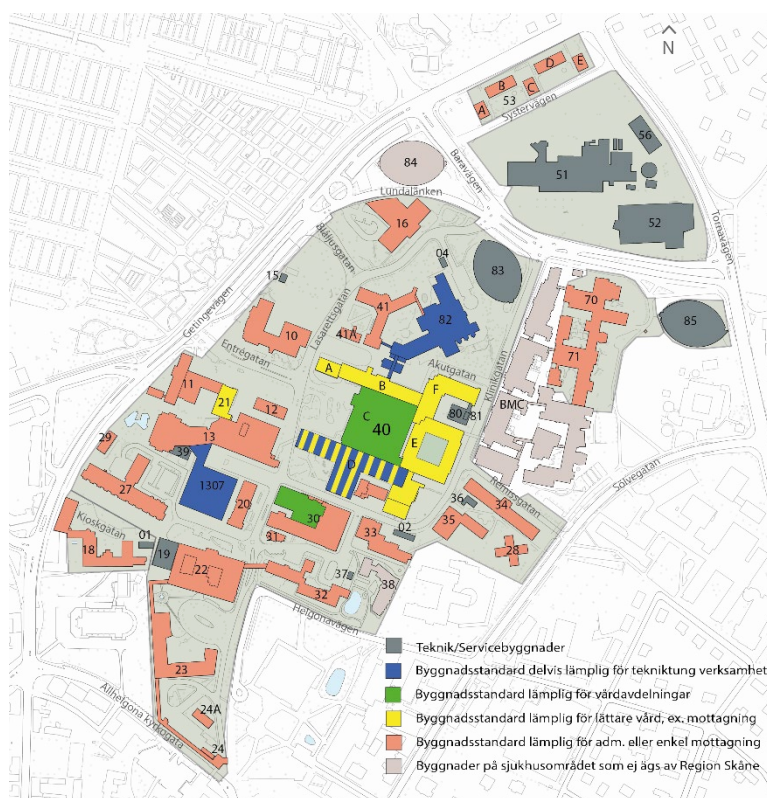 N
D
E
B
C
53
A
Systervägen
56
84
51
Baravägen
Lundalänken
52
16
Tornavägen
04
83
15
Getingevägen
Lasarettsgatan
41
82
70
85
10
41A
71
Entrégatan
Akutgatan
Klinikgatan
A
B
F
11
21
12
C
40
80
81
BMC
13
E
29
39
D
Sölvegatan
27
1307
20
36
34
Kioskgatan
30
35
01
31
33
02
28
18
19
22
37
38
32
Helgonavägen
23
24A
24
Allhelgona kyrkogata
Teknik/Servicebyggnader
Byggnadsstandard delvis lämplig för tekniktung verksamhet
Byggnadsstandard lämplig för vårdavdelningar
Byggnadsstandard lämplig för lättare vård, ex. mottagning
Byggnadsstandard lämplig för adm. eller enkel mottagning
Byggnader på sjukhusområdet som ej ägs av Region Skåne